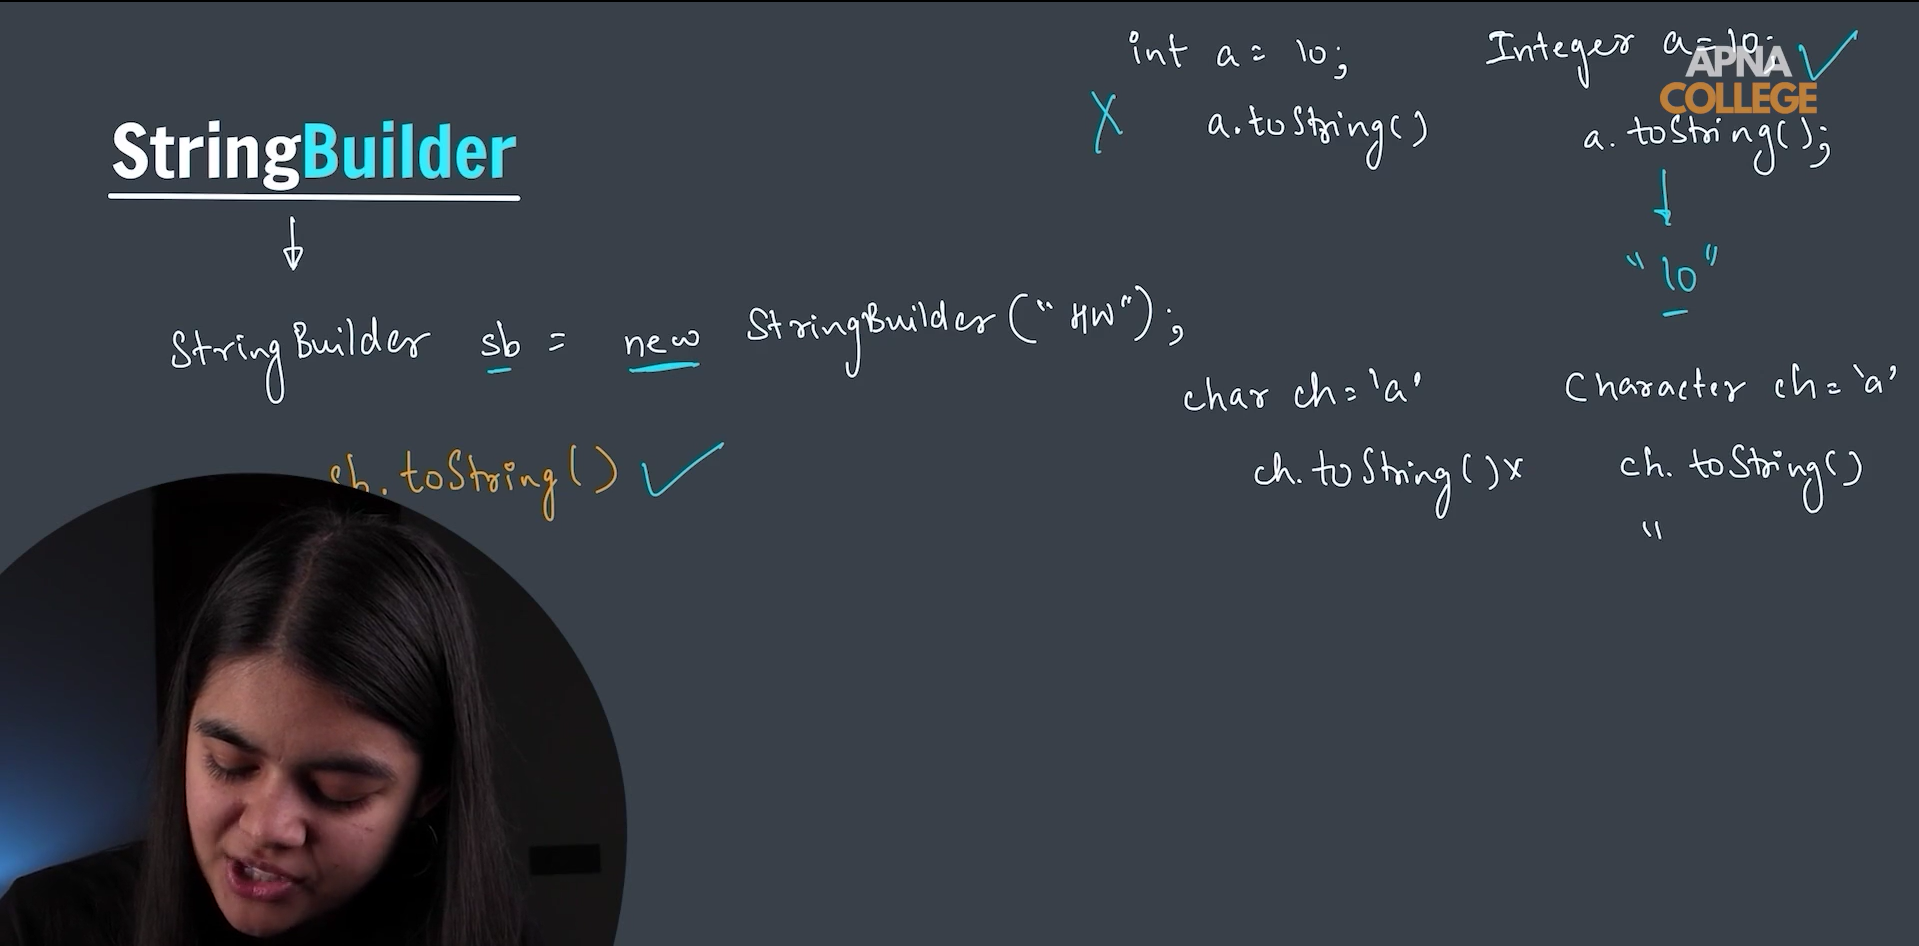 APNA
COLLEGE
StringBuilder
StringBuilder sb = new StringBuilder("HW");
sb.toString()
int a = 10;
a.toString()
Integer a=10;
a.toString();
"10"
char ch='a'
ch.toString() x
Character ch='a'
ch.toString()
"